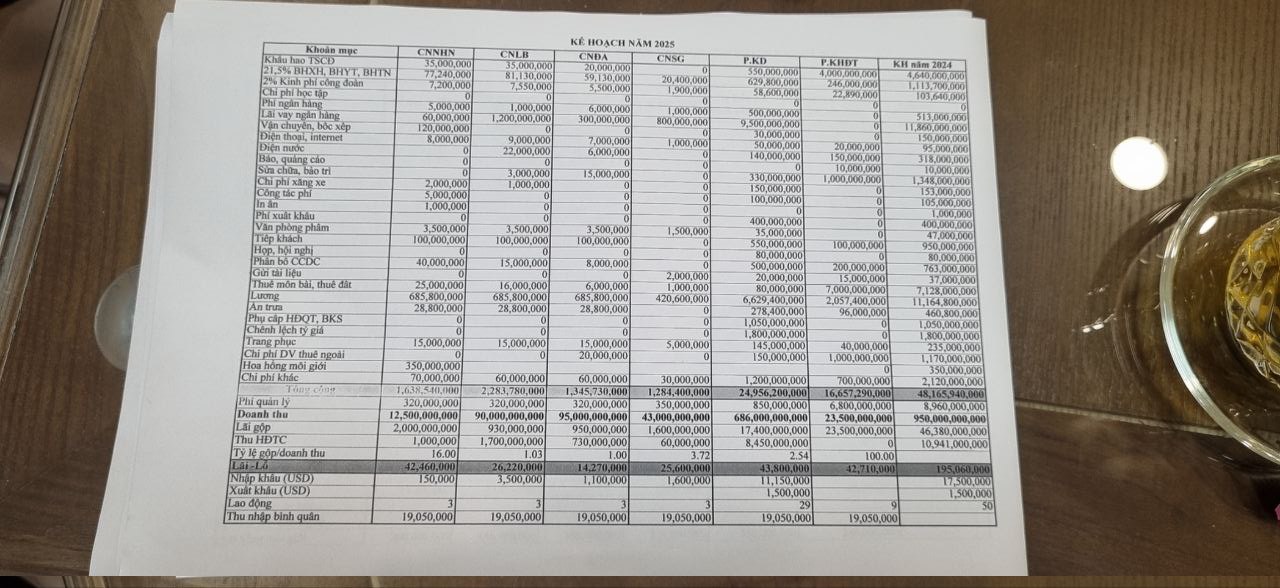 KẾ HOẠCH NĂM 2025
Khoản mục CNNHN CNLB CNĐA CNSG P.KD P.KHĐT KH năm 2024
Khấu hao TSCĐ 35,000,000 35,000,000 20,000,000 0 550,000,000 4,000,000,000 4,640,000,000
21,5% BHXH, BHYT, BHTN 77,240,000 81,130,000 59,130,000 20,400,000 629,800,000 246,000,000 1,113,700,000
2% Kinh phí công đoàn 7,200,000 7,550,000 5,500,000 1,900,000 58,600,000 22,890,000 103,640,000
Chi phí học tập 0 0 0 0 0 0 0
Phí ngân hàng 5,000,000 1,000,000 6,000,000 1,000,000 500,000,000 0 513,000,000
Lãi vay ngân hàng 60,000,000 1,200,000,000 300,000,000 800,000,000 9,500,000,000 0 11,860,000,000
Vận chuyển, bốc xếp 120,000,000 0 0 0 30,000,000 0 150,000,000
Điện thoại, internet 8,000,000 9,000,000 7,000,000 1,000,000 50,000,000 20,000,000 95,000,000
Điện nước 0 22,000,000 6,000,000 0 140,000,000 150,000,000 318,000,000
Báo, quảng cáo 0 0 0 0 10,000,000 10,000,000
Sửa chữa, bảo trì 0 3,000,000 15,000,000 0 330,000,000 1,000,000,000 1,348,000,000
Chi phí xăng xe 2,000,000 1,000,000 0 0 150,000,000 0 153,000,000
Công tác phí 5,000,000 0 0 0 100,000,000 0 105,000,000
In ấn 1,000,000 0 0 0 0 0 1,000,000
Phí xuất khẩu 0 0 0 0 400,000,000 0 400,000,000
Văn phòng phẩm 3,500,000 3,500,000 3,500,000 1,500,000 35,000,000 47,000,000
Tiếp khách 100,000,000 100,000,000 100,000,000 0 550,000,000 100,000,000 950,000,000
Họp, hội nghị 0 0 0 0 80,000,000 80,000,000
Phân bổ CCDC 40,000,000 15,000,000 8,000,000 0 500,000,000 200,000,000 763,000,000
Gửi tài liệu 0 0 0 2,000,000 20,000,000 15,000,000 37,000,000
Thuế môn bài, thuê đất 25,000,000 16,000,000 6,000,000 1,000,000 80,000,000 7,000,000,000 7,128,000,000
Lương 685,800,000 685,800,000 685,800,000 420,600,000 6,629,400,000 2,057,400,000 11,164,800,000
Ăn trưa 28,800,000 28,800,000 28,800,000 0 278,400,000 96,000,000 460,800,000
Phụ cấp HĐQT, BKS 0 0 0 0 1,050,000,000 0 1,050,000,000
Chênh lệch tỷ giá 0 0 0 0 1,800,000,000 0 1,800,000,000
Trang phục 15,000,000 15,000,000 15,000,000 5,000,000 145,000,000 40,000,000 235,000,000
Chi phí DV thuê ngoài 0 0 20,000,000 0 150,000,000 1,000,000,000 1,170,000,000
Hoa hồng môi giới 350,000,000 0 350,000,000
Chi phí khác 70,000,000 60,000,000 60,000,000 30,000,000 1,200,000,000 700,000,000 2,120,000,000
Tổng cộng 1,638,540,000 2,283,780,000 1,345,730,000 1,284,400,000 24,956,200,000 16,657,290,000 48,165,940,000
Phí quản lý 320,000,000 320,000,000 320,000,000 350,000,000 850,000,000 6,800,000,000 8,960,000,000
Doanh thu 12,500,000,000 90,000,000,000 95,000,000,000 43,000,000,000 686,000,000,000 23,500,000,000 950,000,000,000
Lãi gộp 2,000,000,000 930,000,000 950,000,000 1,600,000,000 17,400,000,000 23,500,000,000 46,380,000,000
Thu HĐTC 1,000,000 1,700,000,000 730,000,000 60,000,000 8,450,000,000 0 10,941,000,000
Tỷ lệ gộp/doanh thu 16.00 1.03 1.00 3.72 2.54 100.00
Lãi -Lỗ 42,460,000 26,220,000 14,270,000 25,600,000 43,800,000 42,710,000 195,060,000
Nhập khẩu (USD) 150,000 3,500,000 1,100,000 1,600,000 11,150,000 17,500,000
Xuất khẩu (USD) 1,500,000 1,500,000
Lao động 3 3 3 3 29 9 50
Thu nhập bình quân 19,050,000 19,050,000 19,050,000 19,050,000 19,050,000 19,050,000